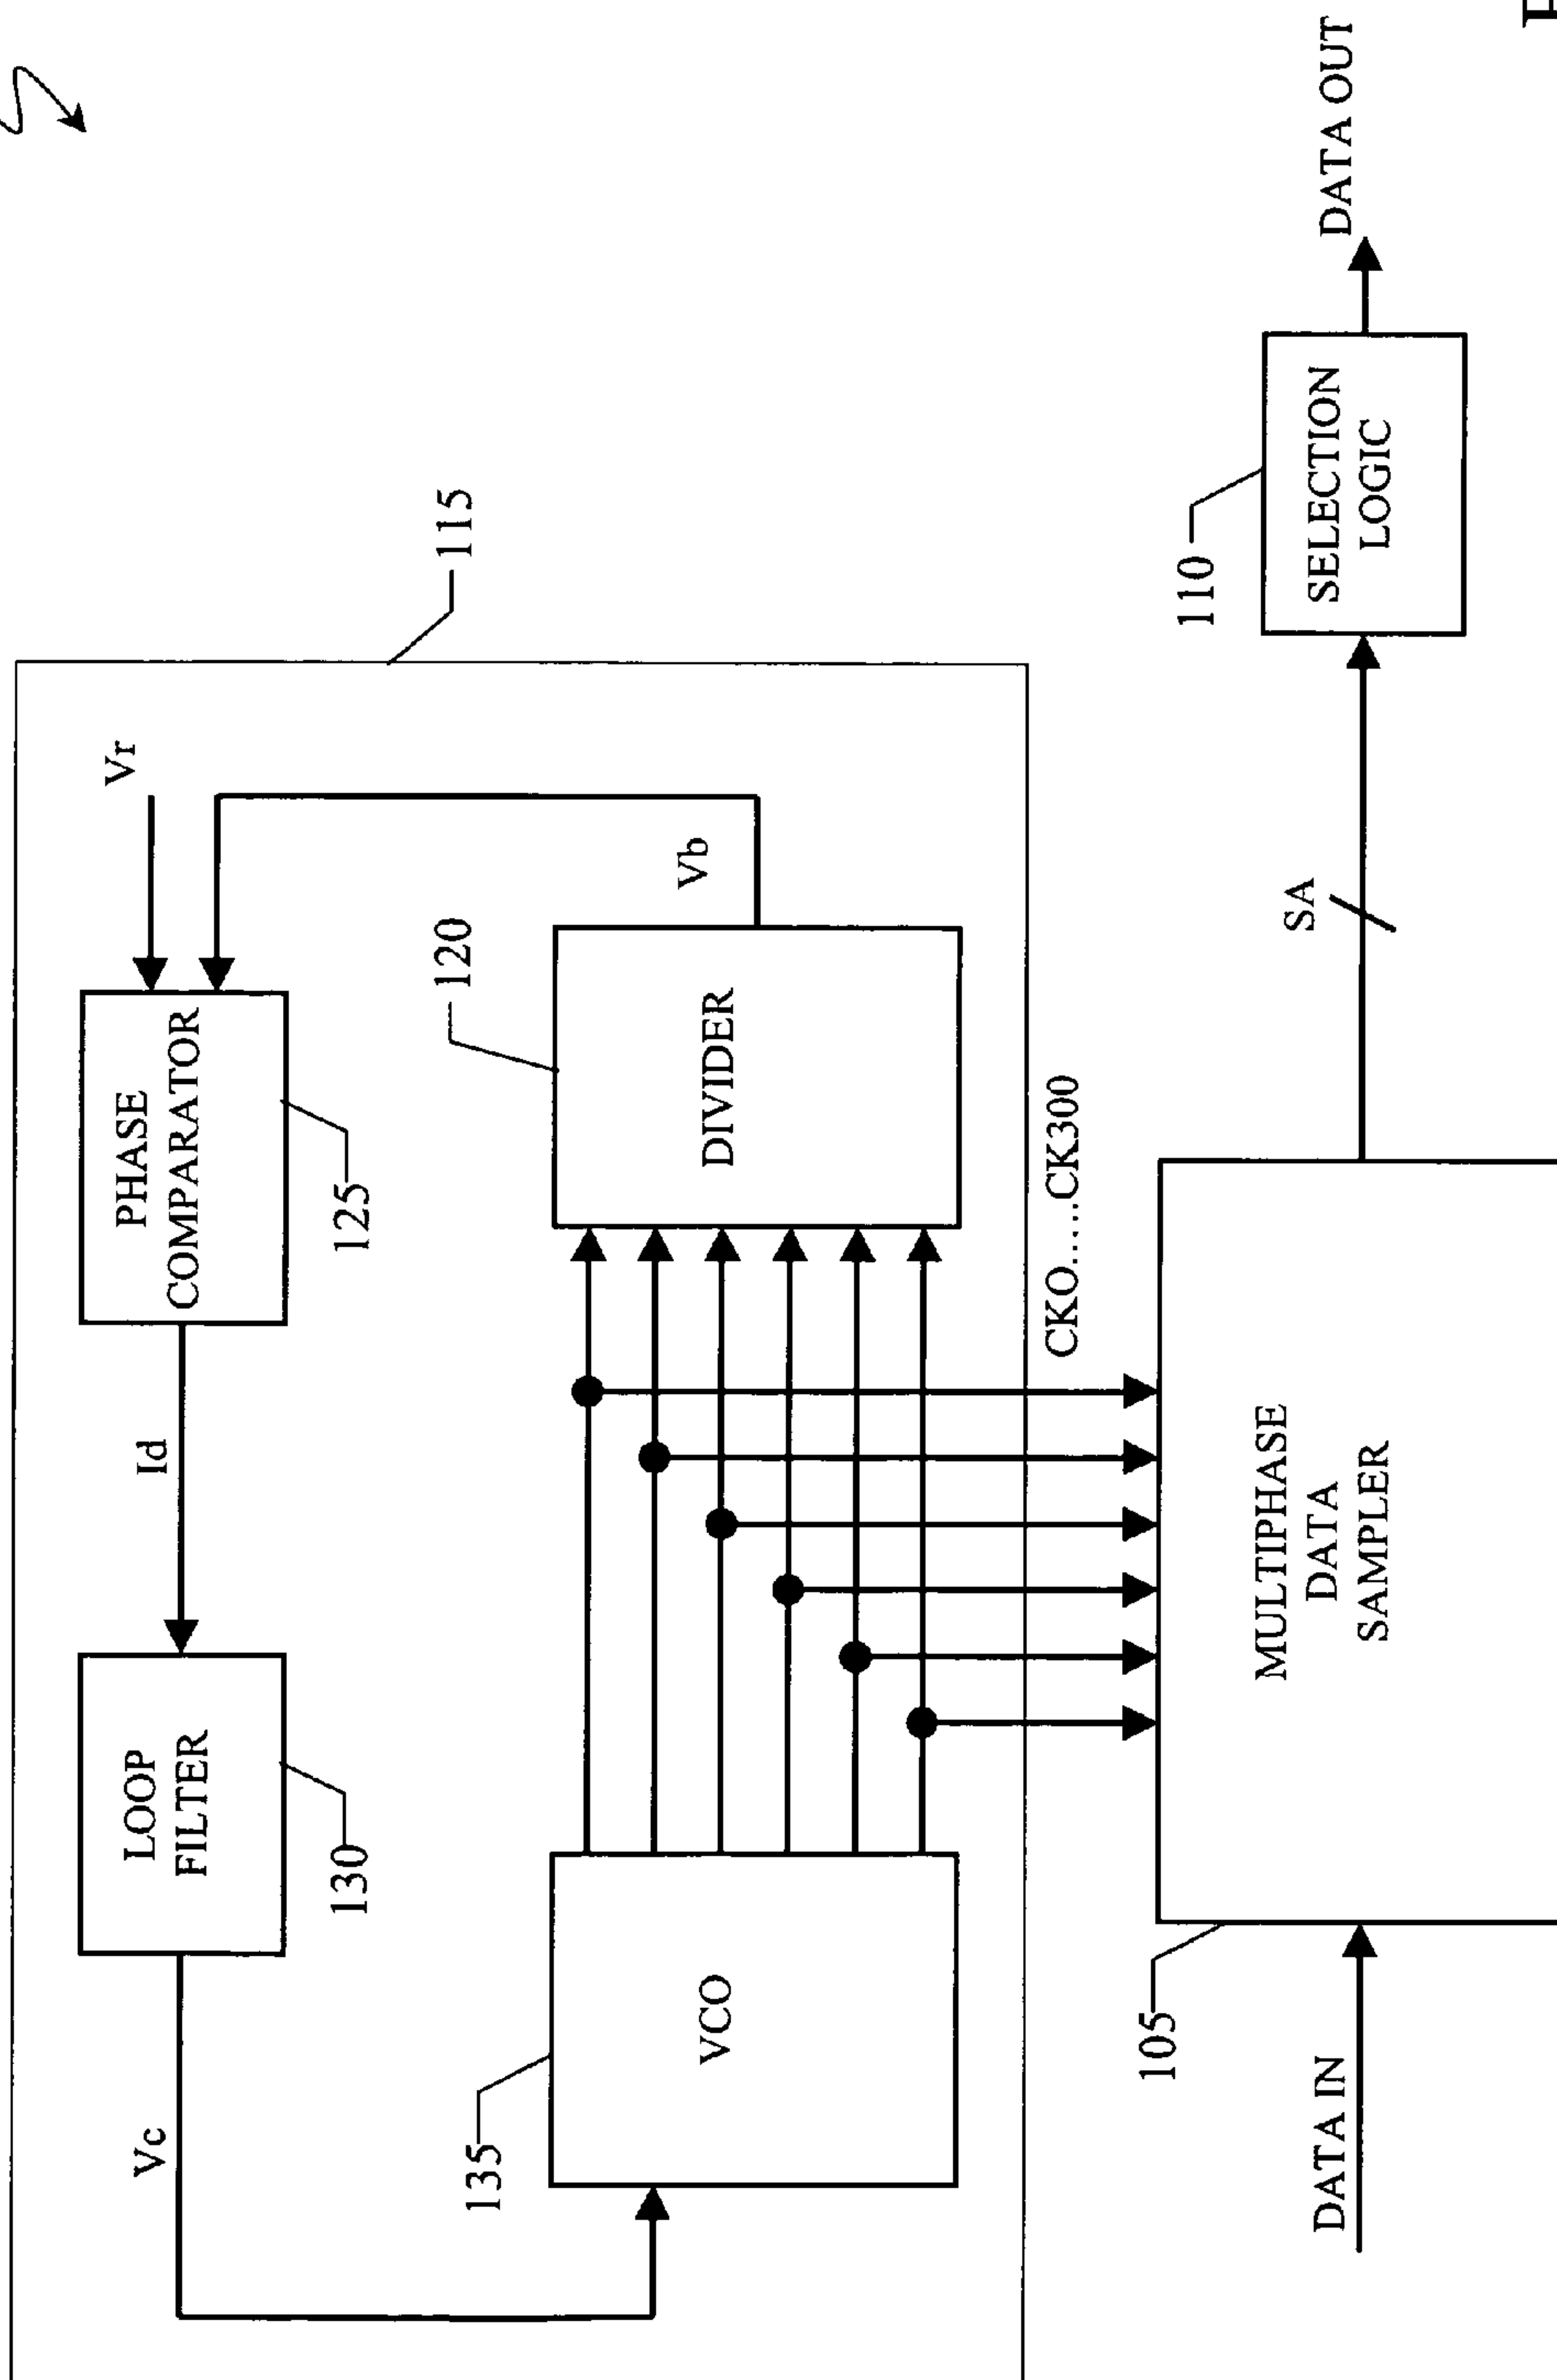 115
Vc
LOOP
FILTER
130
Id
PHASE
COMPARATOR
125
Vr
135
VCO
120
DIVIDER
Vb
CKO.....CK300
105
DATA IN
MULTIPHASE
DATA
SAMPLER
SA
110
SELECTION
LOGIC
DATA OUT